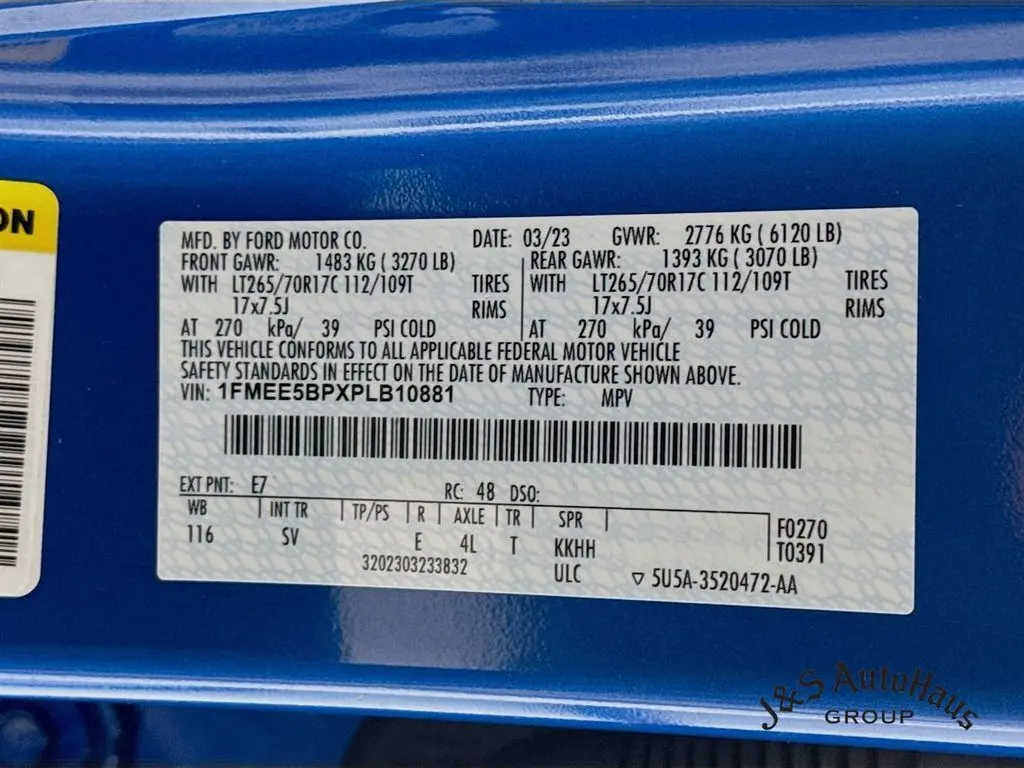 ON
MFD. BY FORD MOTOR CO. DATE: 03/23 GVWR: 2776 KG ( 6120 LB)
FRONT GAWR: 1483 KG ( 3270 LB) REAR GAWR: 1393 KG ( 3070 LB)
WITH LT265/70R17C 112/109T TIRES WITH LT265/70R17C 112/109T TIRES
17x7.5J RIMS 17x7.5J RIMS
AT 270 kPa/ 39 PSI COLD AT 270 kPa/ 39 PSI COLD
THIS VEHICLE CONFORMS TO ALL APPLICABLE FEDERAL MOTOR VEHICLE
SAFETY STANDARDS IN EFFECT ON THE DATE OF MANUFACTURE SHOWN ABOVE.
VIN: 1FMEE5BPXPLB10881 TYPE: MPV
EXT PNT: E7 RC: 48 DSO:
WB INT TR TP/PS R AXLE TR SPR F0270
116 SV E 4L T KKHH T0391
3202303233832 ULC ▽ 5U5A-3520472-AA
J&S AutoHaus
GROUP